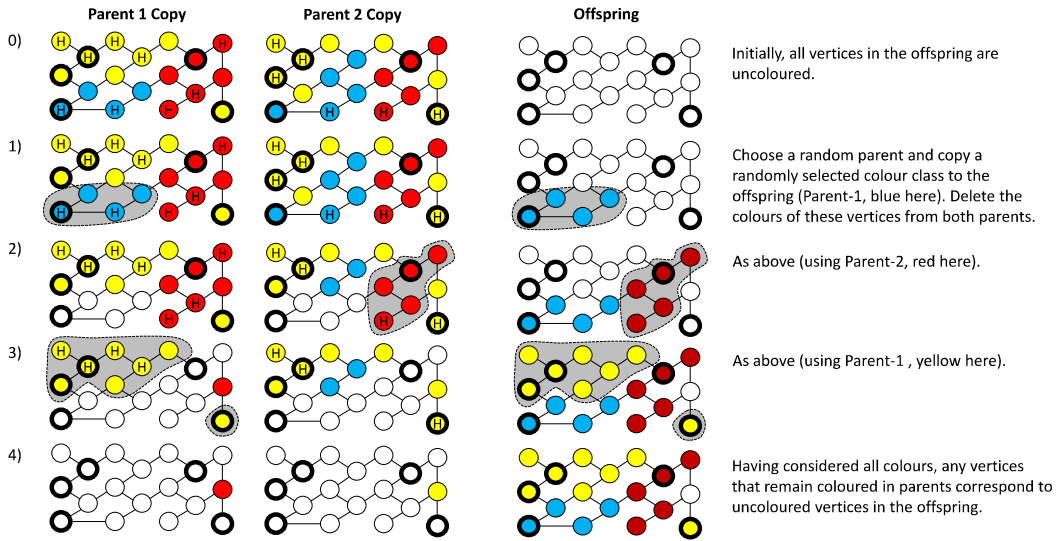 Parent 1 Copy Parent 2 Copy Offspring
0)
H H H
H H
H
H H H
H
H
H
H H
Initially, all vertices in the offspring are
uncoloured.
1)
H H H
H H
H
H H H
H
H
H
H H
Choose a random parent and copy a
randomly selected colour class to the
offspring (Parent-1, blue here). Delete the
colours of these vertices from both parents.
2)
H H H
H H
H
H
H
H
H
H H
As above (using Parent-2, red here).
3)
H H
H H
H
H
H
H
As above (using Parent-1 , yellow here).
4)
Having considered all colours, any vertices
that remain coloured in parents correspond to
uncoloured vertices in the offspring.